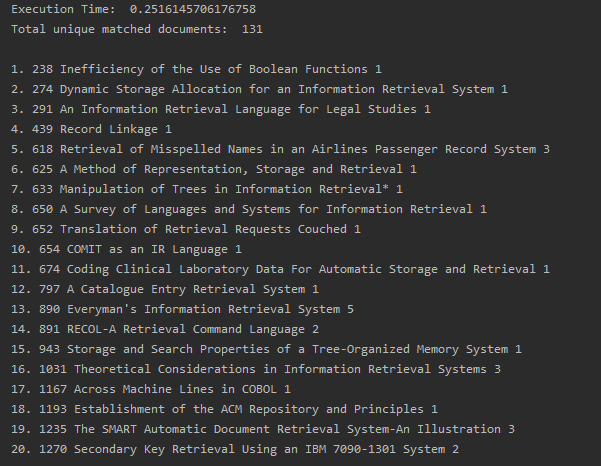 Execution Time:  0.2516145706176758
Total unique matched documents:  131
1. 238 Inefficiency of the Use of Boolean Functions 1
2. 274 Dynamic Storage Allocation for an Information Retrieval System 1
3. 291 An Information Retrieval Language for Legal Studies 1
4. 439 Record Linkage 1
5. 618 Retrieval of Misspelled Names in an Airlines Passenger Record System 3
6. 625 A Method of Representation, Storage and Retrieval 1
7. 633 Manipulation of Trees in Information Retrieval* 1
8. 650 A Survey of Languages and Systems for Information Retrieval 1
9. 652 Translation of Retrieval Requests Couched 1
10. 654 COMIT as an IR Language 1
11. 674 Coding Clinical Laboratory Data For Automatic Storage and Retrieval 1
12. 797 A Catalogue Entry Retrieval System 1
13. 890 Everyman's Information Retrieval System 5
14. 891 RECOL-A Retrieval Command Language 2
15. 943 Storage and Search Properties of a Tree-Organized Memory System 1
16. 1031 Theoretical Considerations in Information Retrieval Systems 3
17. 1167 Across Machine Lines in COBOL 1
18. 1193 Establishment of the ACM Repository and Principles 1
19. 1235 The SMART Automatic Document Retrieval System-An Illustration 3
20. 1270 Secondary Key Retrieval Using an IBM 7090-1301 System 2